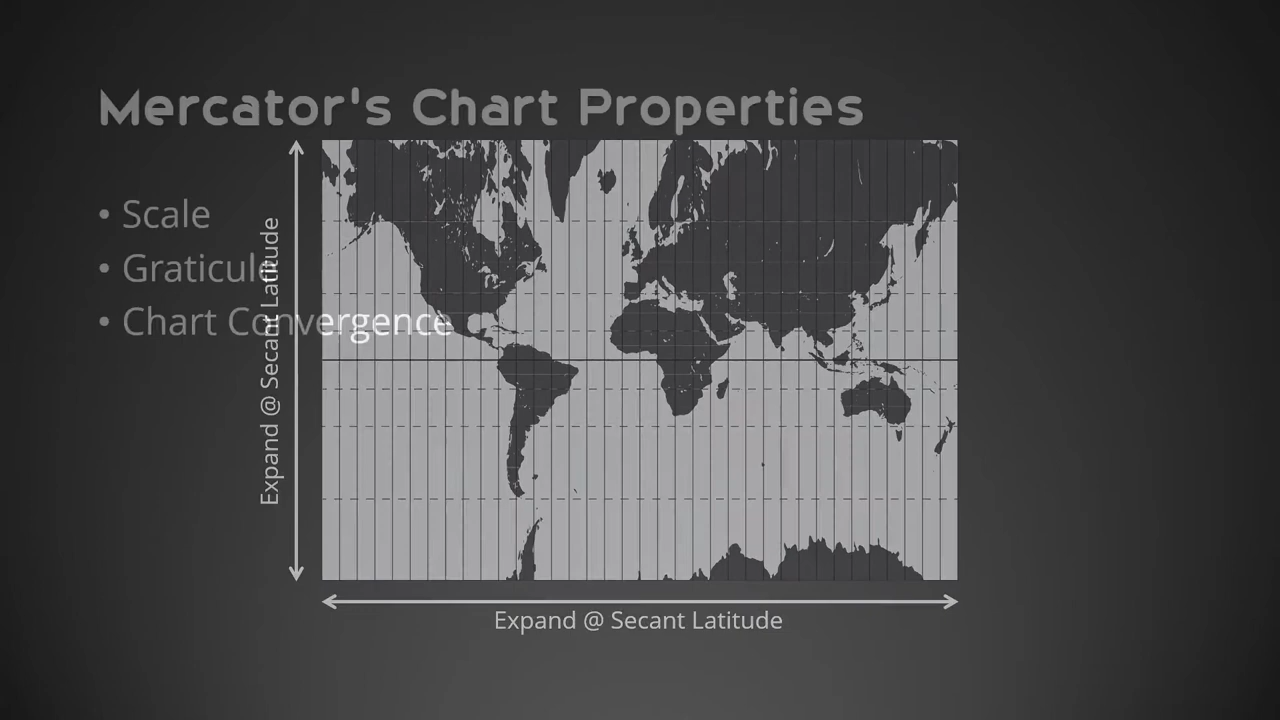 Mercator's Chart Properties
• Scale
• Graticule
• Chart Convergence
Expand @ Secant Latitude
Expand @ Secant Latitude